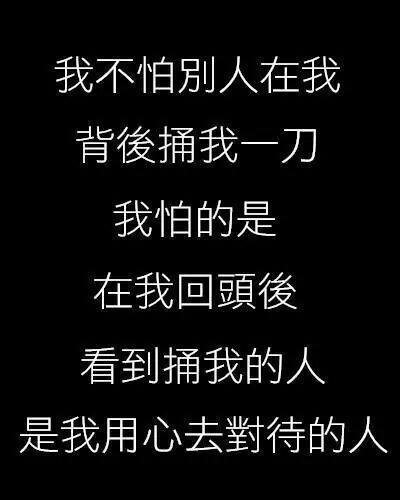 我不怕別人在我
背後捅我一刀
我怕的是
在我回頭後
看到捅我的人
是我用心去對待的人